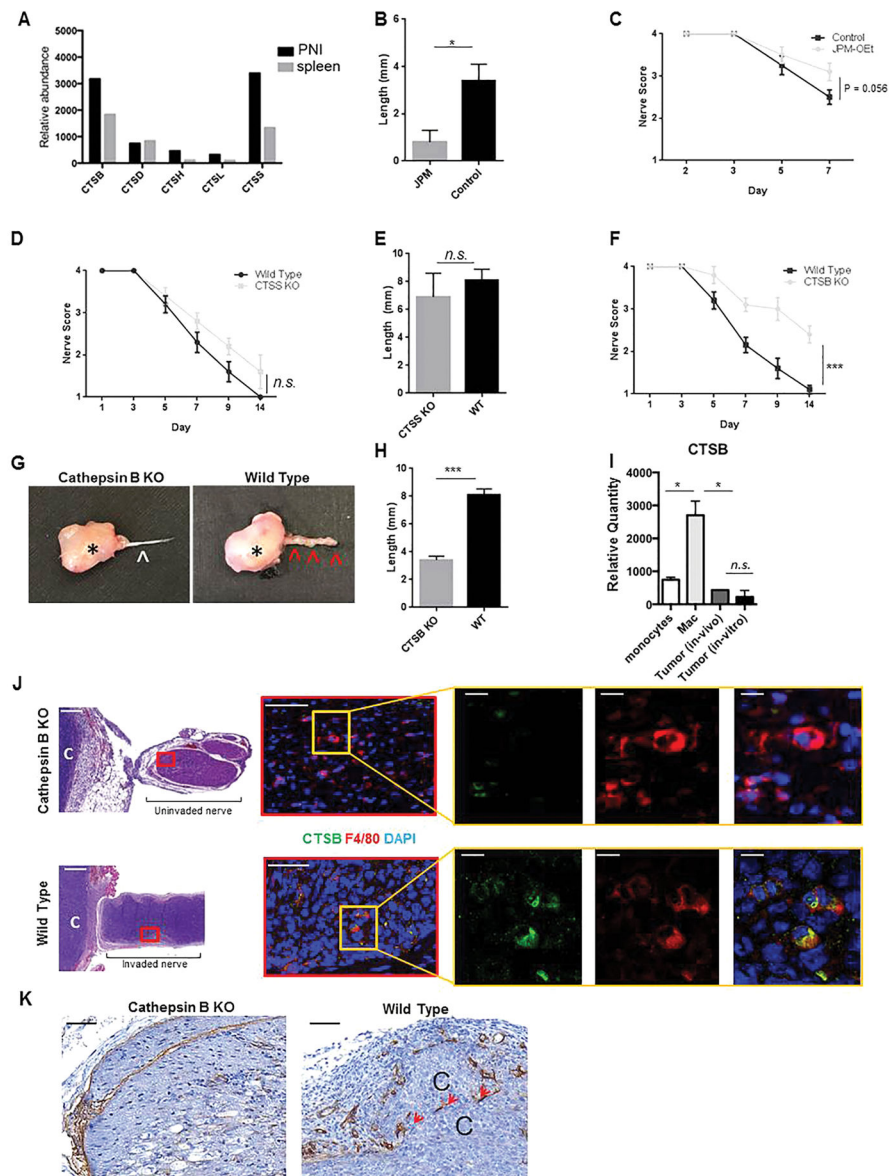 A
Relative abundance
5000
4000
3000
2000
1000
0
PNI
spleen
CTSB
CTSD
CTSH
CTSL
CTSS
B
*
Length (mm)
6
4
2
0
JPM
Control
C
Control
JPM-OEt
Nerve Score
4
3
2
1
P = 0.056
2
3
5
7
Day
D
Wild Type
CTSS KO
Nerve Score
4
3
2
1
n.s.
1
3
5
7
9
14
Day
E
n.s.
Length (mm)
10
8
6
4
2
0
CTSS KO
WT
F
Wild Type
CTSB KO
Nerve Score
4
3
2
1
***
1
3
5
7
9
14
Day
G
Cathepsin B KO
Wild Type
*
^
*
^ ^ ^
H
***
Length (mm)
10
8
6
4
2
0
CTSB KO
WT
I
CTSB
Relative Quantity
4000
3000
2000
1000
0
*
*
n.s.
monocytes
Mac
Tumor (in-vivo)
Tumor (in-vitro)
J
Cathepsin B KO
C
Uninvaded nerve
CTSB F4/80 DAPI
Wild Type
C
Invaded nerve
K
Cathepsin B KO
Wild Type
C
C